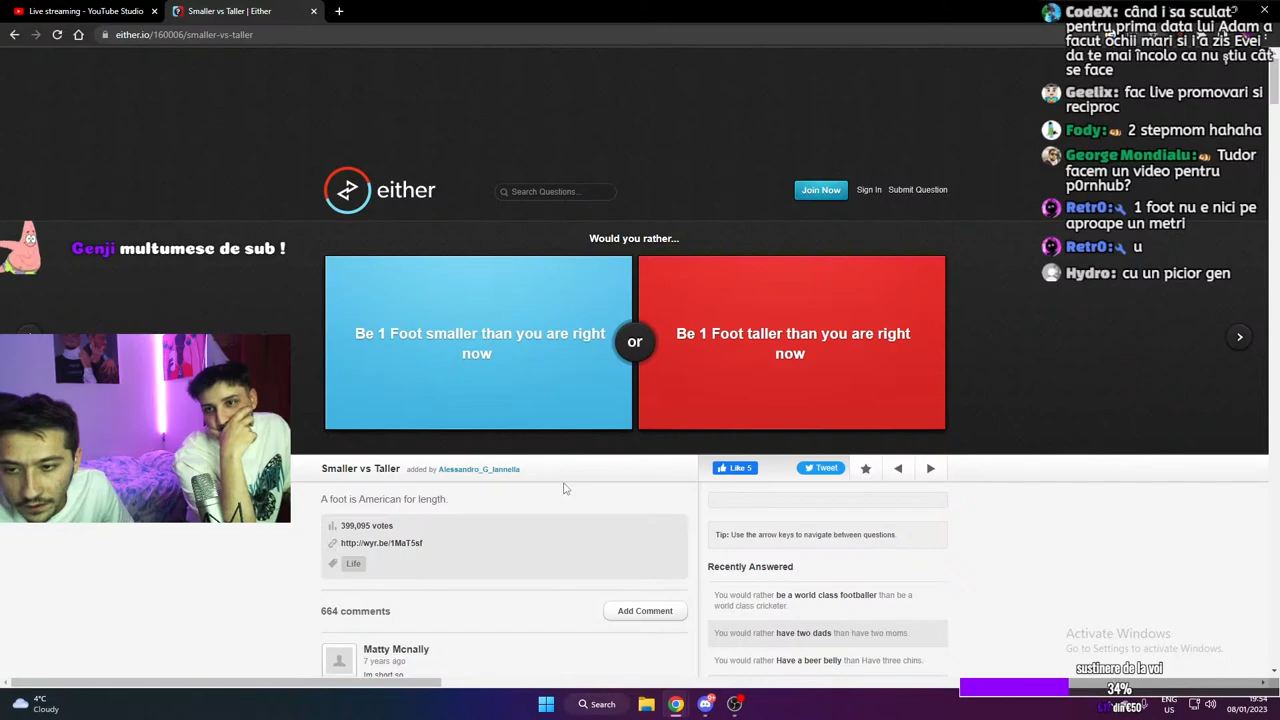 Live streaming - YouTube Studio
Smaller vs Taller | Either
either.io/160006/smaller-vs-taller
CodeX: când i sa sculat
pentru prima data lui Adam a
facut ochii mari si i a zis Evei
da te mai încolo ca nu știu cât
se face
Geelix: fac live promovari si
reciproc
Fody: 2 stepmom hahaha
George Mondialu: Tudor
facem un video pentru
p0rnhub?
Retr0: 1 foot nu e nici pe
aproape un metri
Retr0: u
Hydro: cu un picior gen
either
Search Questions...
Join Now
Sign In
Submit Question
Genji multumesc de sub !
Would you rather...
Be 1 Foot smaller than you are right
now
or
Be 1 Foot taller than you are right
now
Smaller vs Taller added by Alessandro_G_Iannella
Like 5
Tweet
A foot is American for length.
399,095 votes
http://wyr.be/1MaT5sf
Life
664 comments
Add Comment
Matty Mcnally
7 years ago
Im short so
Tip: Use the arrow keys to navigate between questions.
Recently Answered
You would rather be a world class footballer than be a
world class cricketer.
You would rather have two dads than have two moms.
You would rather Have a beer belly than Have three chins.
Activate Windows
Go to Settings to activate Windows.
sustinere de la voi
34%
din €50
4°C
Cloudy
Search
ENG
US
19:34
08/01/2023